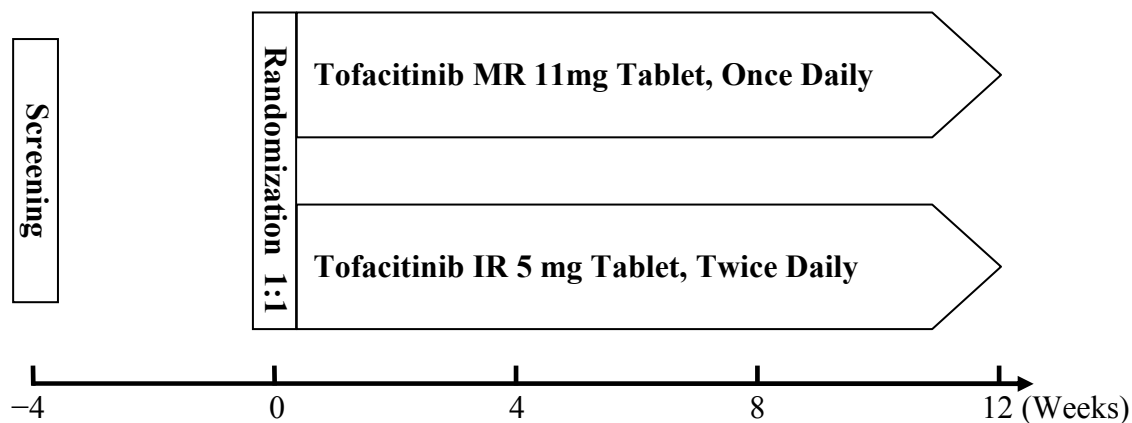 Screening
Randomization 1:1
Tofacitinib MR 11mg Tablet, Once Daily
Tofacitinib IR 5 mg Tablet, Twice Daily
−4 0 4 8 12 (Weeks)